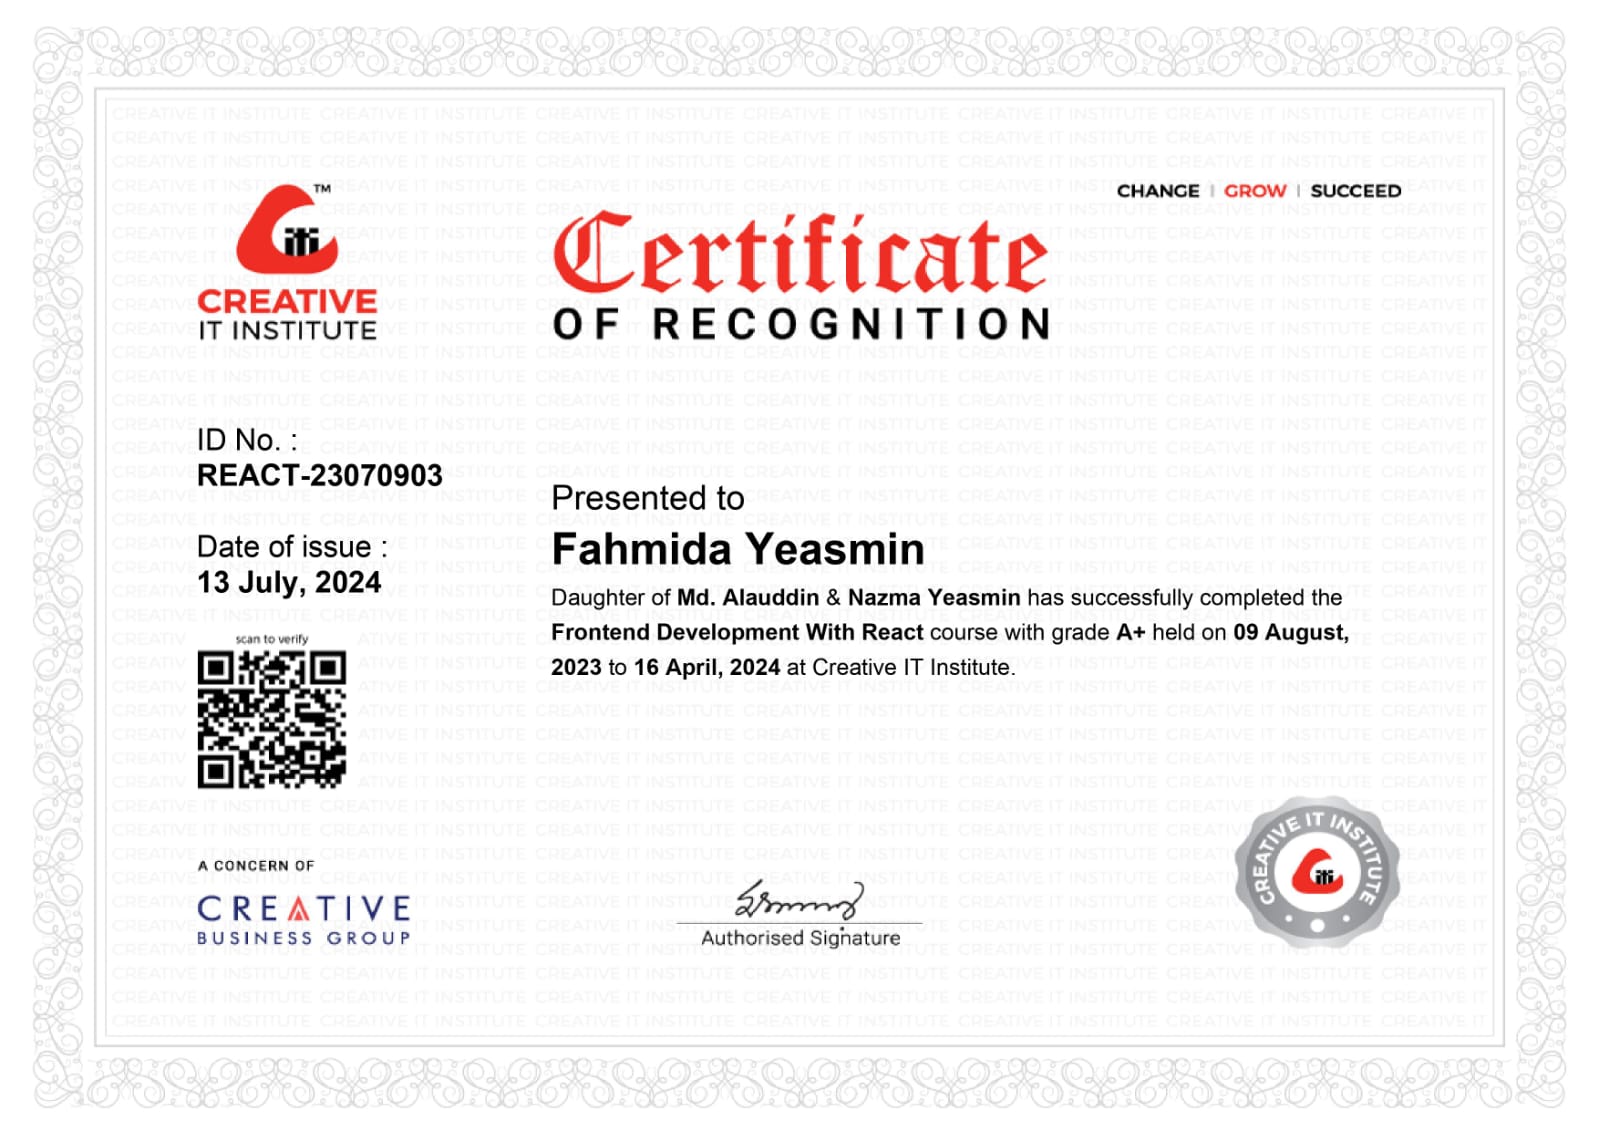 CHANGE | GROW | SUCCEED
™
CREATIVE
IT INSTITUTE
Certificate
OF RECOGNITION
ID No. :
REACT-23070903
Date of issue :
13 July, 2024
scan to verify
Presented to
Fahmida Yeasmin
Daughter of Md. Alauddin & Nazma Yeasmin has successfully completed the
Frontend Development With React course with grade A+ held on 09 August,
2023 to 16 April, 2024 at Creative IT Institute.
A CONCERN OF
CREATIVE
BUSINESS GROUP
Authorised Signature
CREATIVE IT INSTITUTE